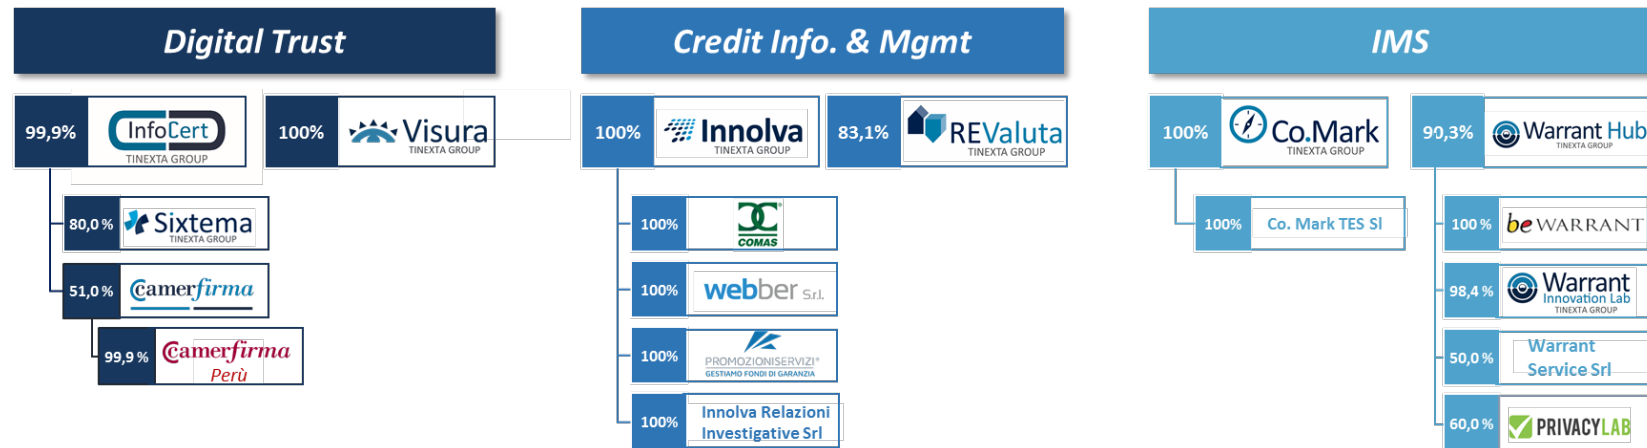 Digital Trust
99,9%
InfoCert
TINEXTA GROUP
100%
Visura
TINEXTA GROUP
80,0 %
Sixtema
TINEXTA GROUP
51,0 %
Camerfirma
99,9 %
Camerfirma
Perù
Credit Info. & Mgmt
100%
Innolva
TINEXTA GROUP
83,1%
REValuta
TINEXTA GROUP
100%
COMAS
100%
webber S.r.l.
100%
PROMOZIONISERVIZI®
GESTIAMO FONDI DI GARANZIA
100%
Innolva Relazioni
Investigative Srl
IMS
100%
Co.Mark
TINEXTA GROUP
90,3%
Warrant Hub
TINEXTA GROUP
100%
Co. Mark TES Sl
100 %
be WARRANT
98,4 %
Warrant
Innovation Lab
TINEXTA GROUP
50,0 %
Warrant
Service Srl
60,0 %
PRIVACYLAB